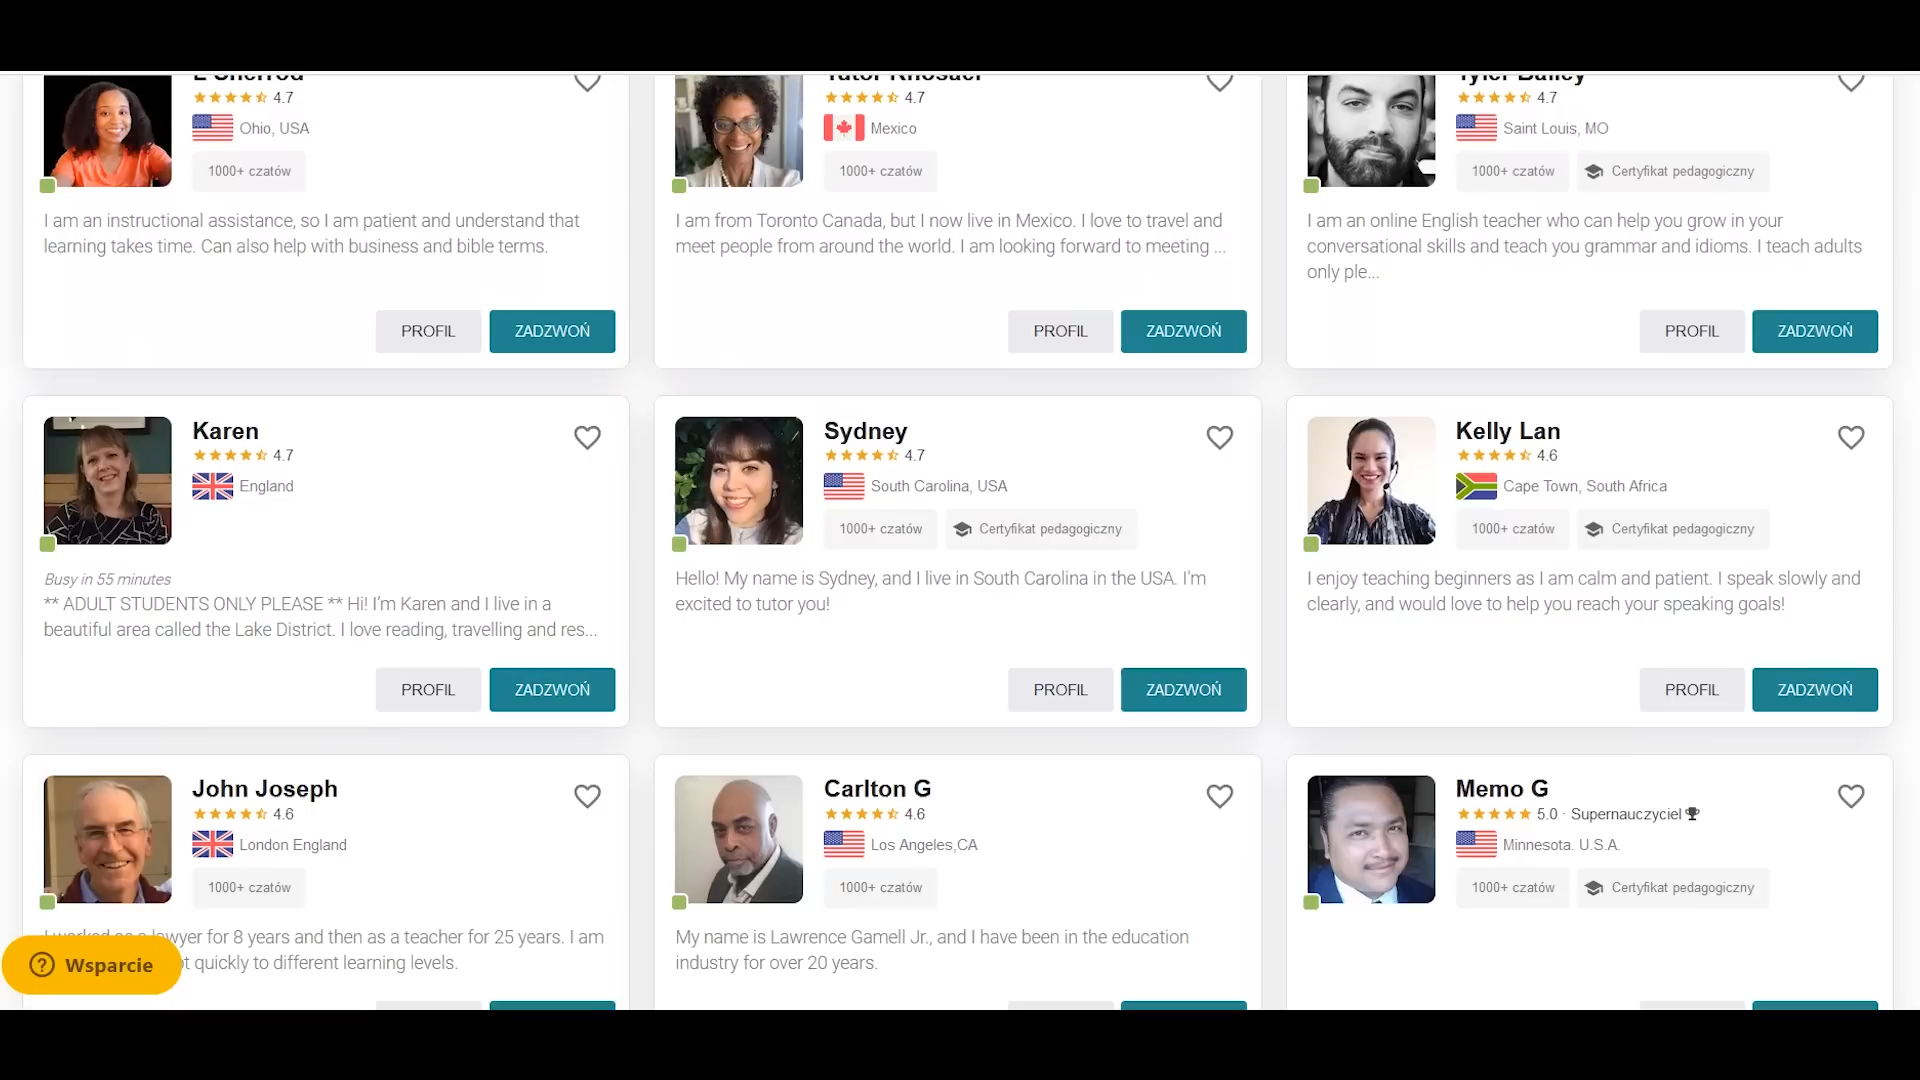 L Sherrod
4.7
Ohio, USA
1000+ czatów
I am an instructional assistance, so I am patient and understand that
learning takes time. Can also help with business and bible terms.
PROFIL
ZADZWOŃ
Tutor
4.7
Mexico
1000+ czatów
I am from Toronto Canada, but I now live in Mexico. I love to travel and
meet people from around the world. I am looking forward to meeting ...
PROFIL
ZADZWOŃ
Tyler Bailey
4.7
Saint Louis, MO
1000+ czatów
Certyfikat pedagogiczny
I am an online English teacher who can help you grow in your
conversational skills and teach you grammar and idioms. I teach adults
only ple...
PROFIL
ZADZWOŃ
Karen
4.7
England
Busy in 55 minutes
** ADULT STUDENTS ONLY PLEASE ** Hi! I’m Karen and I live in a
beautiful area called the Lake District. I love reading, travelling and res...
PROFIL
ZADZWOŃ
Sydney
4.7
South Carolina, USA
1000+ czatów
Certyfikat pedagogiczny
Hello! My name is Sydney, and I live in South Carolina in the USA. I'm
excited to tutor you!
PROFIL
ZADZWOŃ
Kelly Lan
4.6
Cape Town, South Africa
1000+ czatów
Certyfikat pedagogiczny
I enjoy teaching beginners as I am calm and patient. I speak slowly and
clearly, and would love to help you reach your speaking goals!
PROFIL
ZADZWOŃ
John Joseph
4.6
London England
1000+ czatów
I worked as a lawyer for 8 years and then as a teacher for 25 years. I am
quickly to different learning levels.
Carlton G
4.6
Los Angeles,CA
1000+ czatów
My name is Lawrence Gamell Jr., and I have been in the education
industry for over 20 years.
Memo G
5.0 · Supernauczyciel
Minnesota. U.S.A.
1000+ czatów
Certyfikat pedagogiczny
Wsparcie